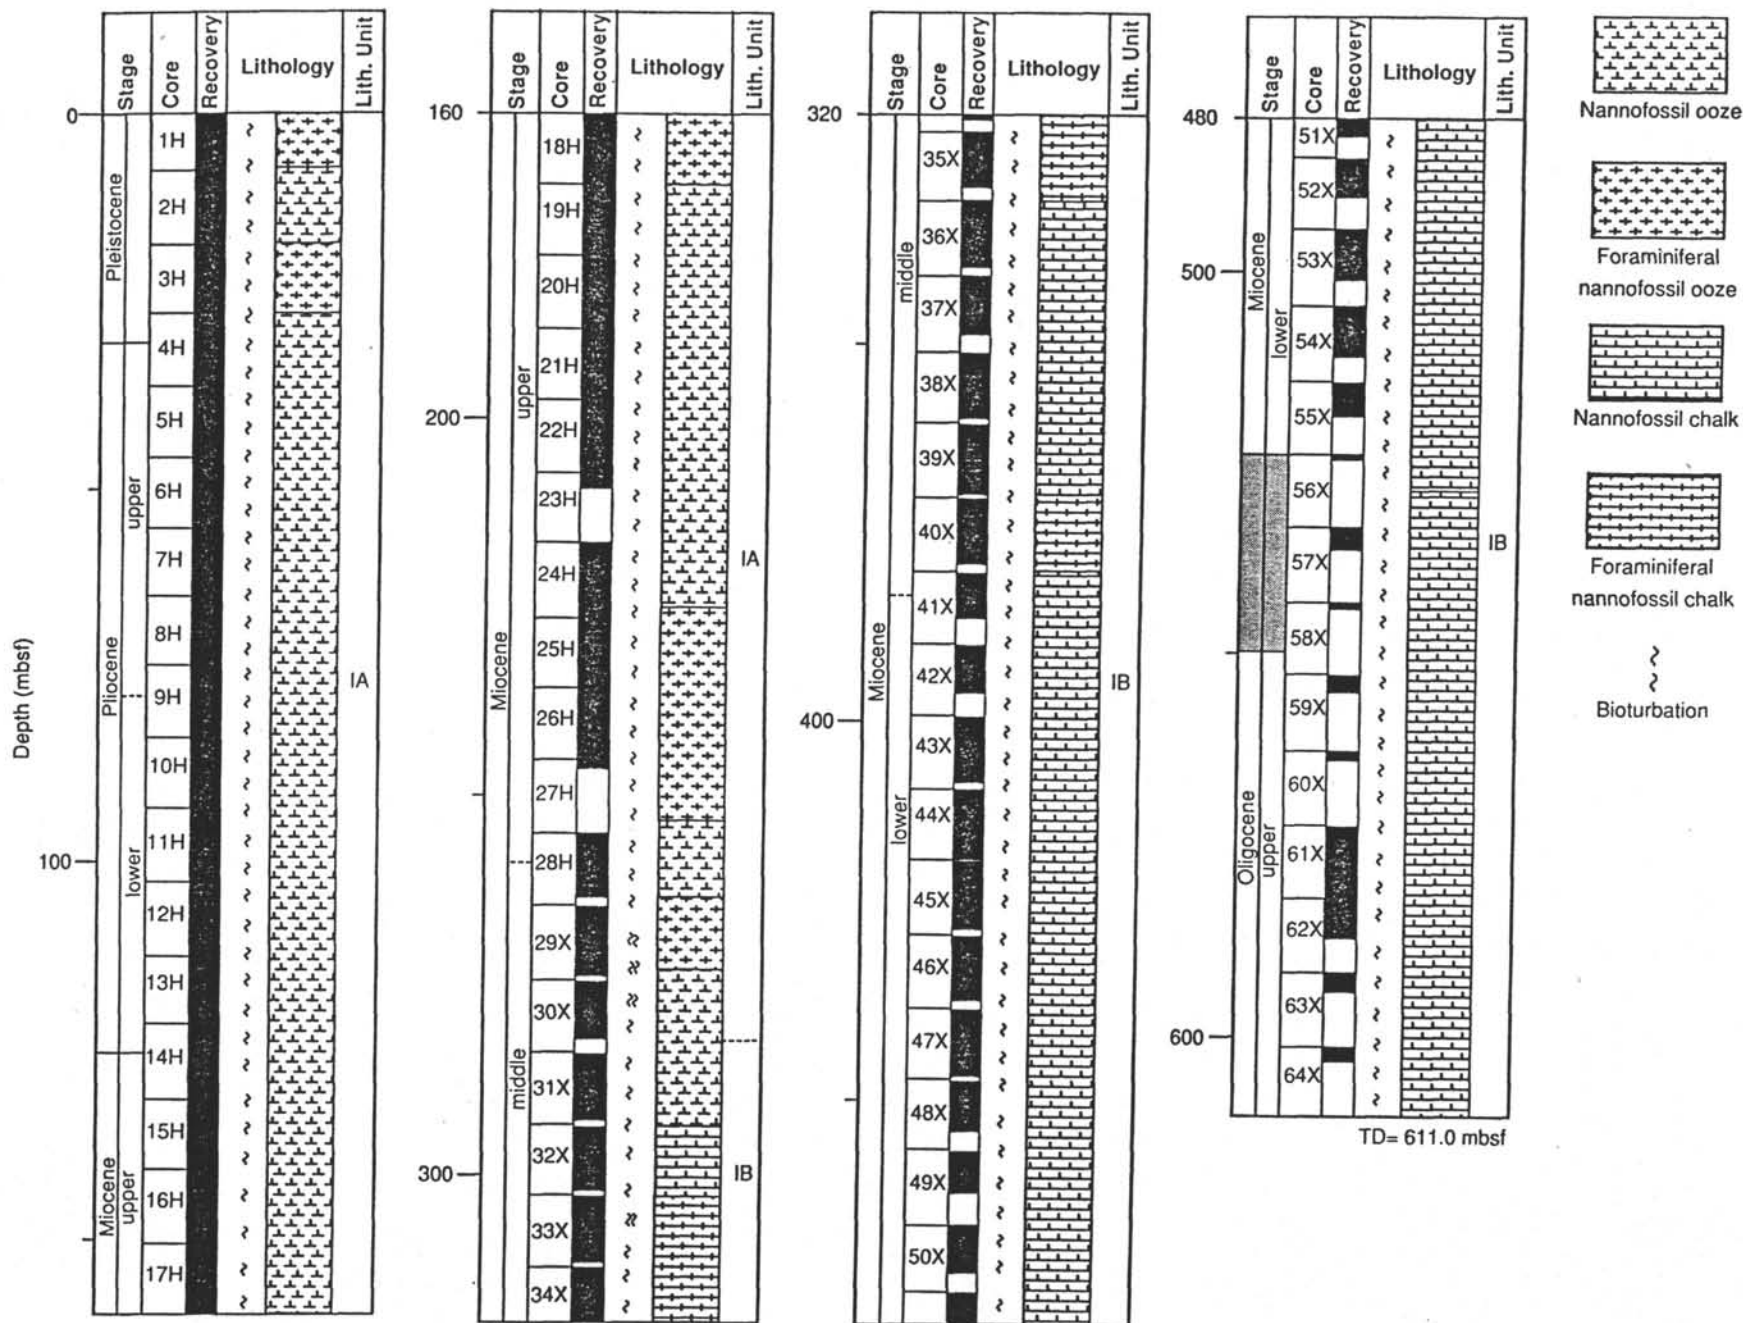 Depth (mbsf)
Stage
Core
Recovery
Lithology
Lith. Unit
0
100
Pleistocene
Pliocene
upper
lower
Miocene
upper
1H
2H
3H
4H
5H
6H
7H
8H
9H
10H
11H
12H
13H
14H
15H
16H
17H
IA
Stage
Core
Recovery
Lithology
Lith. Unit
160
200
300
Miocene
upper
middle
18H
19H
20H
21H
22H
23H
24H
25H
26H
27H
28H
29X
30X
31X
32X
33X
34X
IA
IB
Stage
Core
Recovery
Lithology
Lith. Unit
320
400
Miocene
middle
lower
35X
36X
37X
38X
39X
40X
41X
42X
43X
44X
45X
46X
47X
48X
49X
50X
IB
Stage
Core
Recovery
Lithology
Lith. Unit
480
500
600
Miocene
lower
Oligocene
upper
51X
52X
53X
54X
55X
56X
57X
58X
59X
60X
61X
62X
63X
64X
IB
TD= 611.0 mbsf
Nannofossil ooze
Foraminiferal
nannofossil ooze
Nannofossil chalk
Foraminiferal
nannofossil chalk
Bioturbation